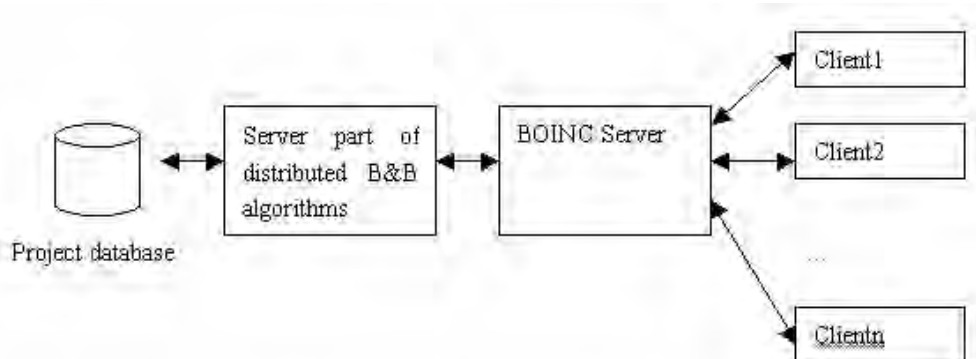 Client1
Server part of
distributed B&B
algorithms
BOINC Server
Client2
Project database
...
Clientn